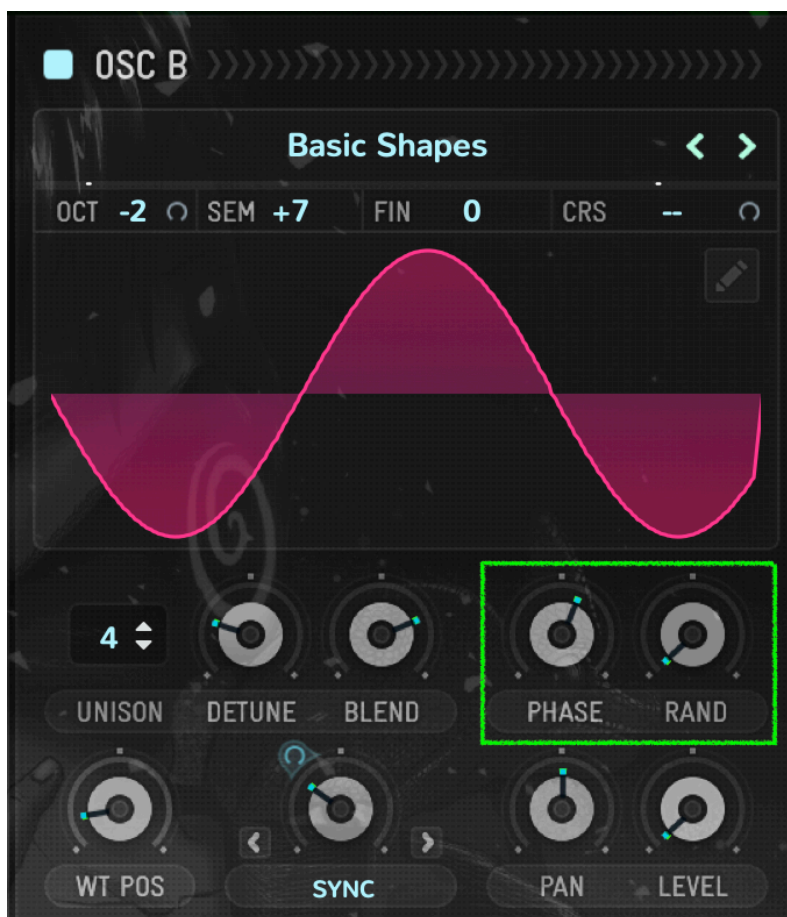 OSC B
Basic Shapes
OCT -2 SEM +7 FIN 0 CRS --
4
UNISON DETUNE BLEND PHASE RAND
WT POS SYNC PAN LEVEL